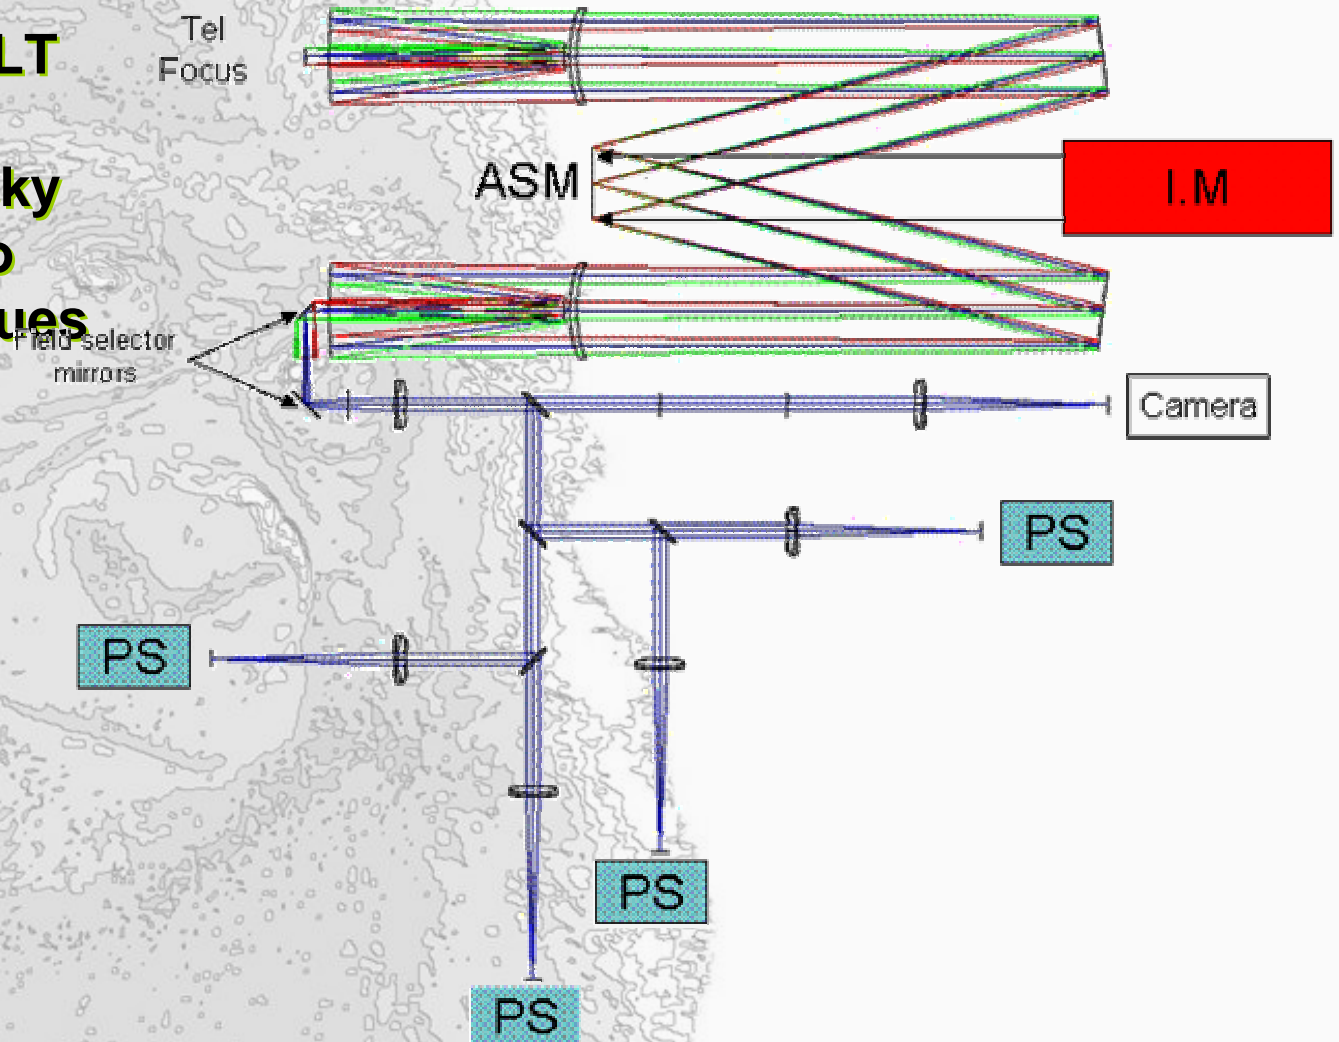 LT
ky
o
ues
Tel
Focus
ASM
I.M
Field selector
mirrors
Camera
PS
PS
PS
PS